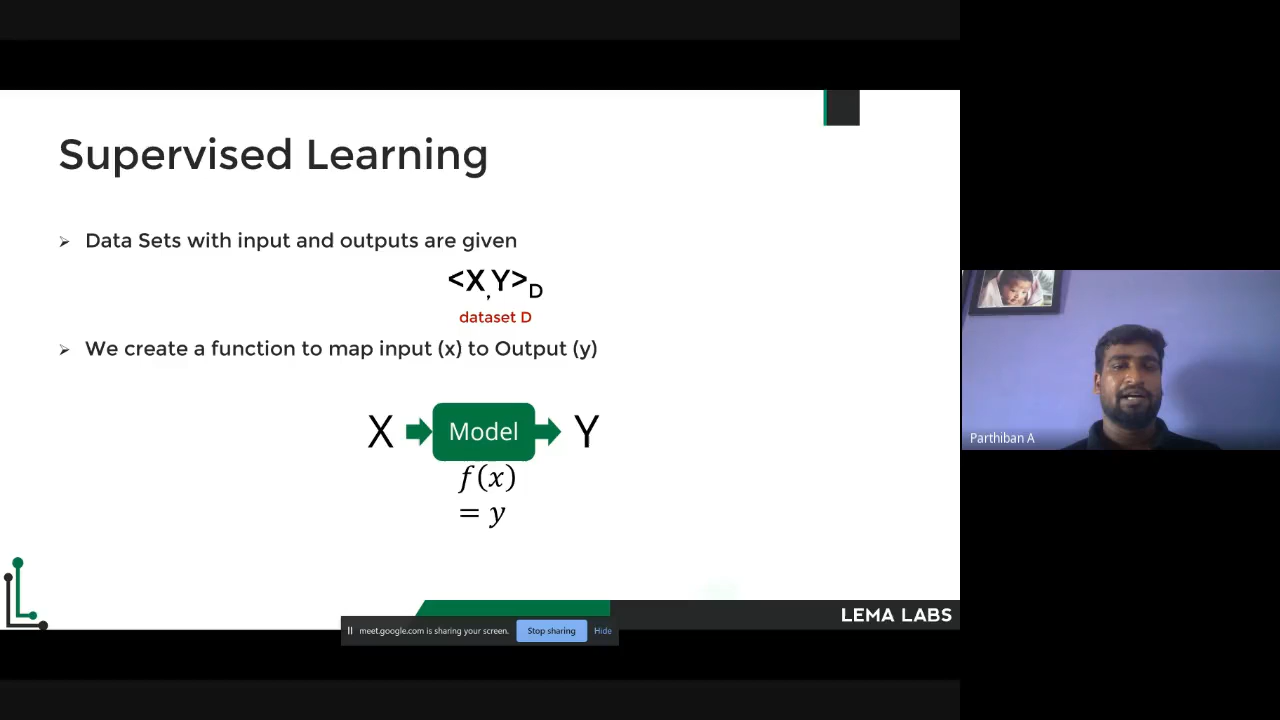 Supervised Learning
Data Sets with input and outputs are given
<X,Y>D
dataset D
We create a function to map input (x) to Output (y)
X Model Y
f(x)
= y
Parthiban A
LEMA LABS
meet.google.com is sharing your screen. Stop sharing Hide